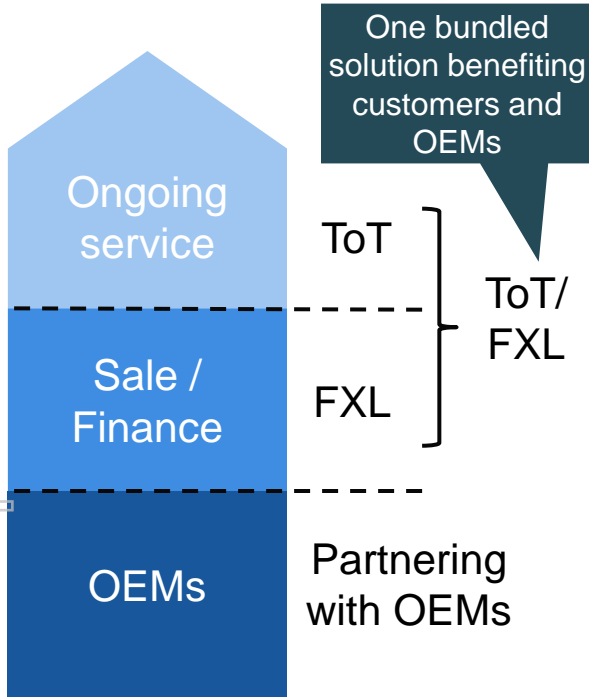 One bundled
solution benefiting
customers and
OEMs
Ongoing
service
ToT
ToT/
FXL
Sale /
Finance
FXL
OEMs
Partnering
with OEMs